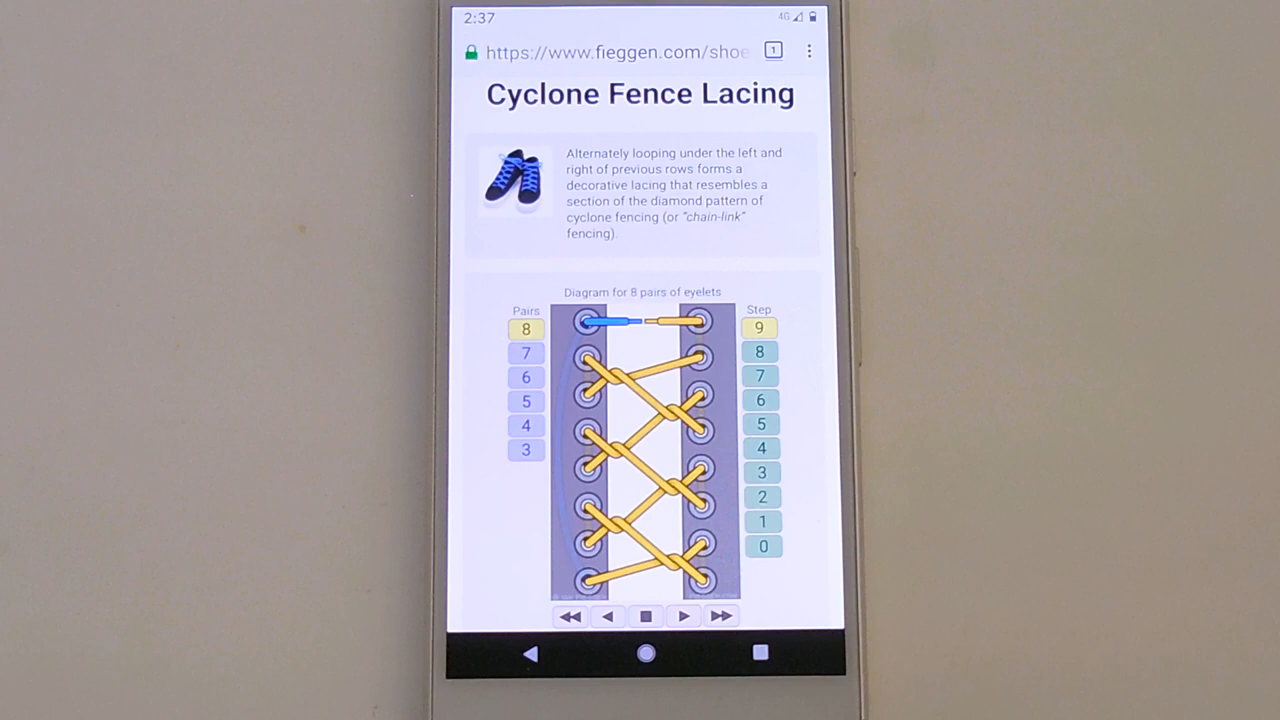 2:37
4G
https://www.fieggen.com/shoe
1
Cyclone Fence Lacing
Alternately looping under the left and
right of previous rows forms a
decorative lacing that resembles a
section of the diamond pattern of
cyclone fencing (or "chain-link"
fencing).
Diagram for 8 pairs of eyelets
Pairs
8
7
6
5
4
3
Step
9
8
7
6
5
4
3
2
1
0